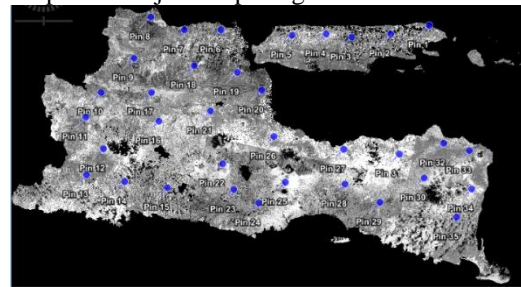 Pin 8
Pin 7
Pin 6
Pin 5
Pin 4
Pin 3
Pin 2
Pin 1
Pin 9
Pin 18
Pin 19
Pin 20
Pin 10
Pin 17
Pin 21
Pin 11
Pin 16
Pin 26
Pin 12
Pin 27
Pin 31
Pin 32
Pin 33
Pin 13
Pin 14
Pin 15
Pin 22
Pin 23
Pin 24
Pin 25
Pin 28
Pin 29
Pin 30
Pin 34
Pin 35